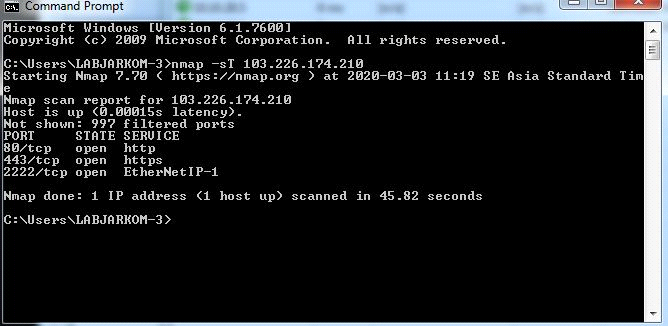 Command Prompt
Microsoft Windows [Version 6.1.7600]
Copyright (c) 2009 Microsoft Corporation.  All rights reserved.
C:\Users\LABJARKOM-3>nmap -sT 103.226.174.210
Starting Nmap 7.70 ( https://nmap.org ) at 2020-03-03 11:19 SE Asia Standard Tim
e
Nmap scan report for 103.226.174.210
Host is up (0.00015s latency).
Not shown: 997 filtered ports
PORT     STATE SERVICE
80/tcp   open  http
443/tcp  open  https
2222/tcp open  EtherNetIP-1
Nmap done: 1 IP address (1 host up) scanned in 45.82 seconds
C:\Users\LABJARKOM-3>